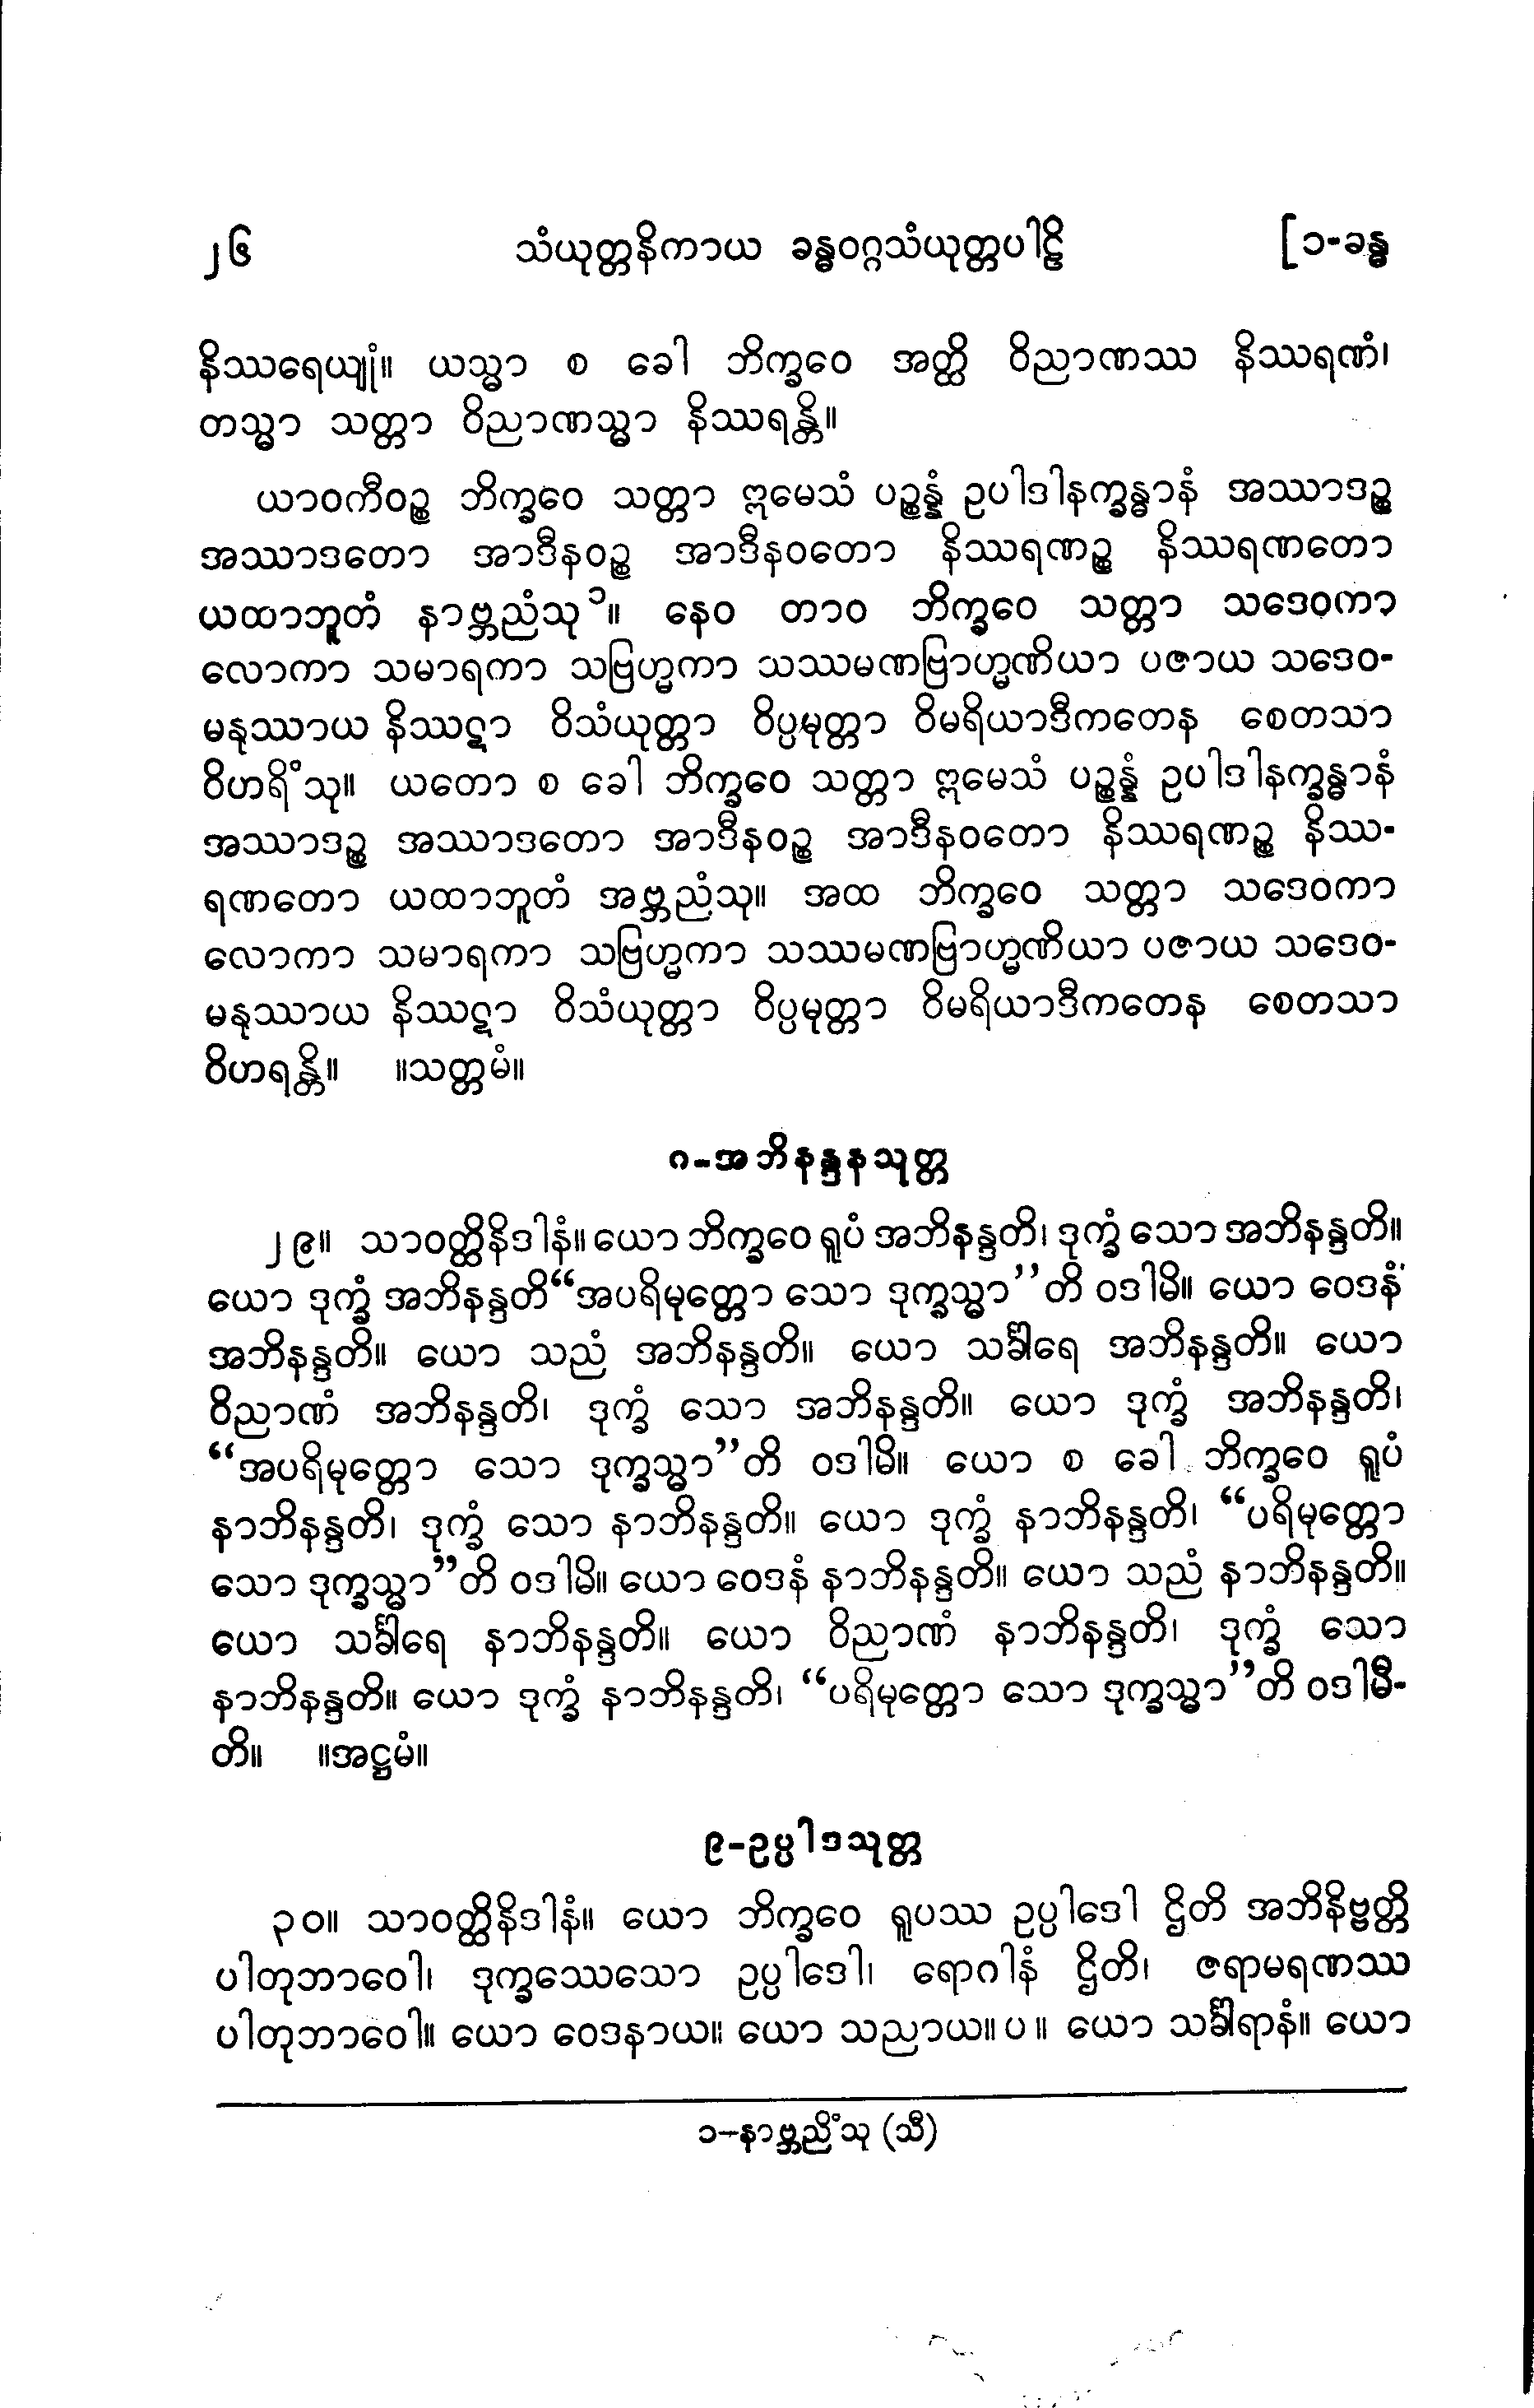 ၂၆ သံယုတ္တနိကာယ ခန္ဓဝဂ္ဂသံယုတ္တပါဠိ [၁-ခန္ဓ
နိဿရေယျုံ။ ယသ္မာ စ ခေါ ဘိက္ခဝေ အတ္ထိ ဝိညာဏဿ နိဿရဏံ၊
တသ္မာ သတ္တာ ဝိညာဏသ္မာ နိဿရန္တိ။
ယာဝကီဝဉ္စ ဘိက္ခဝေ သတ္တာ ဣမေသံ ပဉ္စန္နံ ဥပါဒါနက္ခန္ဓာနံ အဿာဒဉ္စ
အဿာဒတော အာဒီနဝဉ္စ အာဒီနဝတော နိဿရဏဉ္စ နိဿရဏတော
ယထာဘူတံ နာဗ္ဘညံသု၁။ နေဝ တာဝ ဘိက္ခဝေ သတ္တာ သဒေဝကာ
လောကာ သမာရကာ သဗြဟ္မကာ သဿမဏဗြာဟ္မဏိယာ ပဇာယ သဒေဝ-
မနုဿာယ နိဿဋာ ဝိသံယုတ္တာ ဝိပ္ပမုတ္တာ ဝိမရိယာဒီကတေန စေတသာ
ဝိဟရိံသု။ ယတော စ ခေါ ဘိက္ခဝေ သတ္တာ ဣမေသံ ပဉ္စန္နံ ဥပါဒါနက္ခန္ဓာနံ
အဿာဒဉ္စ အဿာဒတော အာဒီနဝဉ္စ အာဒီနဝတော နိဿရဏဉ္စ နိဿ-
ရဏတော ယထာဘူတံ အဗ္ဘညံသု။ အထ ဘိက္ခဝေ သတ္တာ သဒေဝကာ
လောကာ သမာရကာ သဗြဟ္မကာ သဿမဏဗြာဟ္မဏိယာ ပဇာယ သဒေဝ-
မနုဿာယ နိဿဋာ ဝိသံယုတ္တာ ဝိပ္ပမုတ္တာ ဝိမရိယာဒီကတေန စေတသာ
ဝိဟရန္တိ။ ။သတ္တမံ။
၈-အဘိနန္ဒနသုတ္တ
၂၉။ သာဝတ္ထိနိဒါနံ။ ယော ဘိက္ခဝေ ရူပံ အဘိနန္ဒတိ၊ ဒုက္ခံ သော အဘိနန္ဒတိ။
ယော ဒုက္ခံ အဘိနန္ဒတိ“အပရိမုတ္တော သော ဒုက္ခသ္မာ”တိ ဝဒါမိ။ ယော ဝေဒနံ
အဘိနန္ဒတိ။ ယော သညံ အဘိနန္ဒတိ။ ယော သင်္ခါရေ အဘိနန္ဒတိ။ ယော
ဝိညာဏံ အဘိနန္ဒတိ၊ ဒုက္ခံ သော အဘိနန္ဒတိ။ ယော ဒုက္ခံ အဘိနန္ဒတိ၊
“အပရိမုတ္တော သော ဒုက္ခသ္မာ”တိ ဝဒါမိ။ ယော စ ခေါ ဘိက္ခဝေ ရူပံ
နာဘိနန္ဒတိ၊ ဒုက္ခံ သော နာဘိနန္ဒတိ။ ယော ဒုက္ခံ နာဘိနန္ဒတိ၊ “ပရိမုတ္တော
သော ဒုက္ခသ္မာ”တိ ဝဒါမိ။ ယော ဝေဒနံ နာဘိနန္ဒတိ။ ယော သညံ နာဘိနန္ဒတိ။
ယော သင်္ခါရေ နာဘိနန္ဒတိ။ ယော ဝိညာဏံ နာဘိနန္ဒတိ၊ ဒုက္ခံ သော
နာဘိနန္ဒတိ။ ယော ဒုက္ခံ နာဘိနန္ဒတိ၊ “ပရိမုတ္တော သော ဒုက္ခသ္မာ”တိ ဝဒါမီ-
တိ။ ။အဋ္ဌမံ။
၉-ဥပ္ပါဒသုတ္တ
၃၀။ သာဝတ္ထိနိဒါနံ။ ယော ဘိက္ခဝေ ရူပဿ ဥပ္ပါဒေါ ဌိတိ အဘိနိဗ္ဗတ္တိ
ပါတုဘာဝေါ၊ ဒုက္ခဿေသော ဥပ္ပါဒေါ၊ ရောဂါနံ ဌိတိ၊ ဇရာမရဏဿ
ပါတုဘာဝေါ။ ယော ဝေဒနာယ။ ယော သညာယ။ ပ ။ ယော သင်္ခါရာနံ။ ယော
၁-နာဗ္ဘညိံသု (သီ)